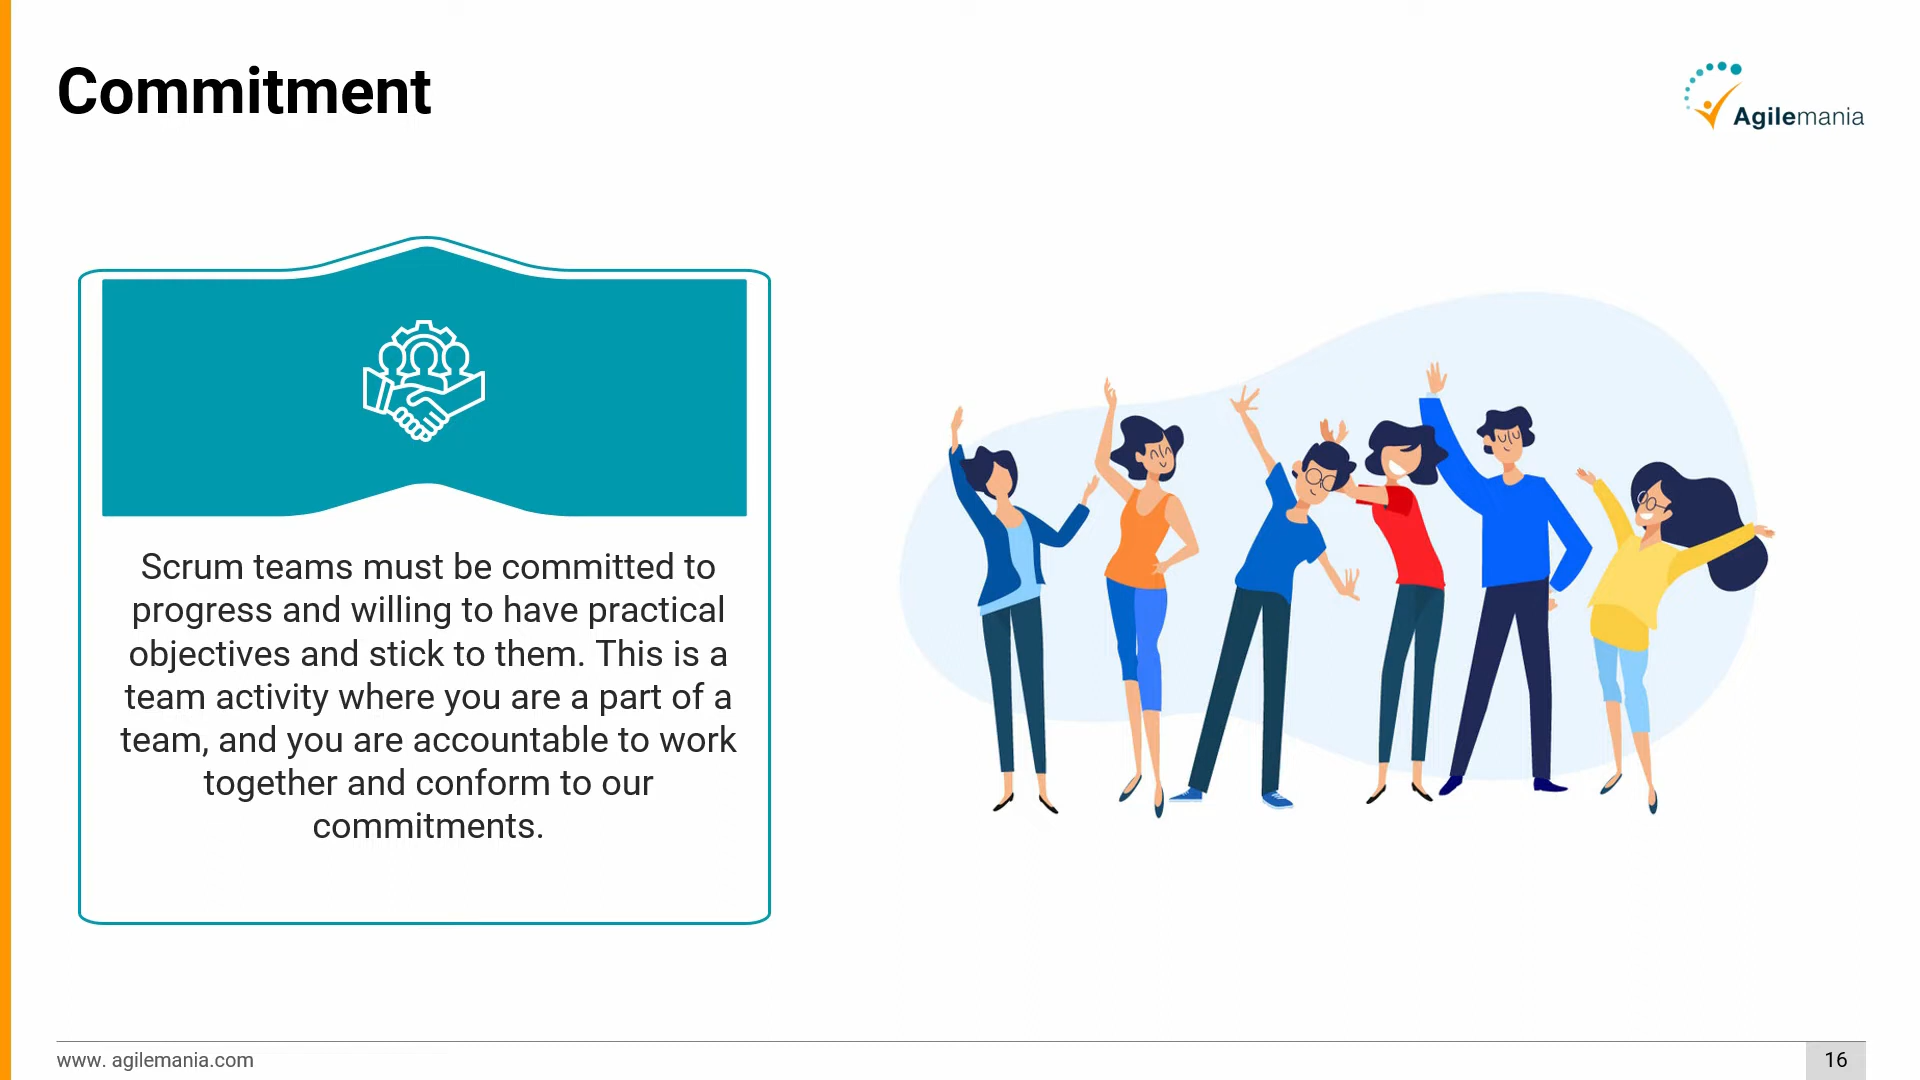 Commitment
Agilemania
Scrum teams must be committed to
progress and willing to have practical
objectives and stick to them. This is a
team activity where you are a part of a
team, and you are accountable to work
together and conform to our
commitments.
www. agilemania.com
16